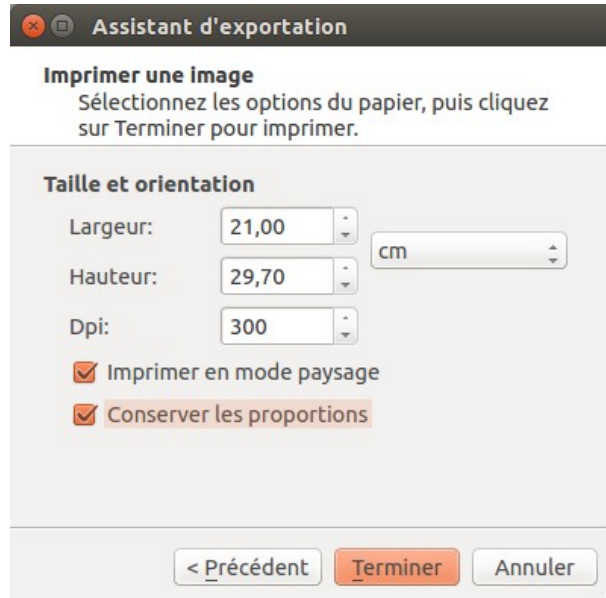 Assistant d'exportation
Imprimer une image
Sélectionnez les options du papier, puis cliquez
sur Terminer pour imprimer.
Taille et orientation
Largeur: 21,00
cm
Hauteur: 29,70
Dpi: 300
Imprimer en mode paysage
Conserver les proportions
< Précédent Terminer Annuler